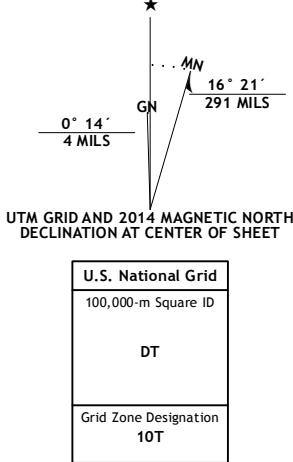 MN
16° 21´
291 MILS
GN
0° 14´
4 MILS
UTM GRID AND 2014 MAGNETIC NORTH
DECLINATION AT CENTER OF SHEET
U.S. National Grid
100,000-m Square ID
DT
Grid Zone Designation
10T